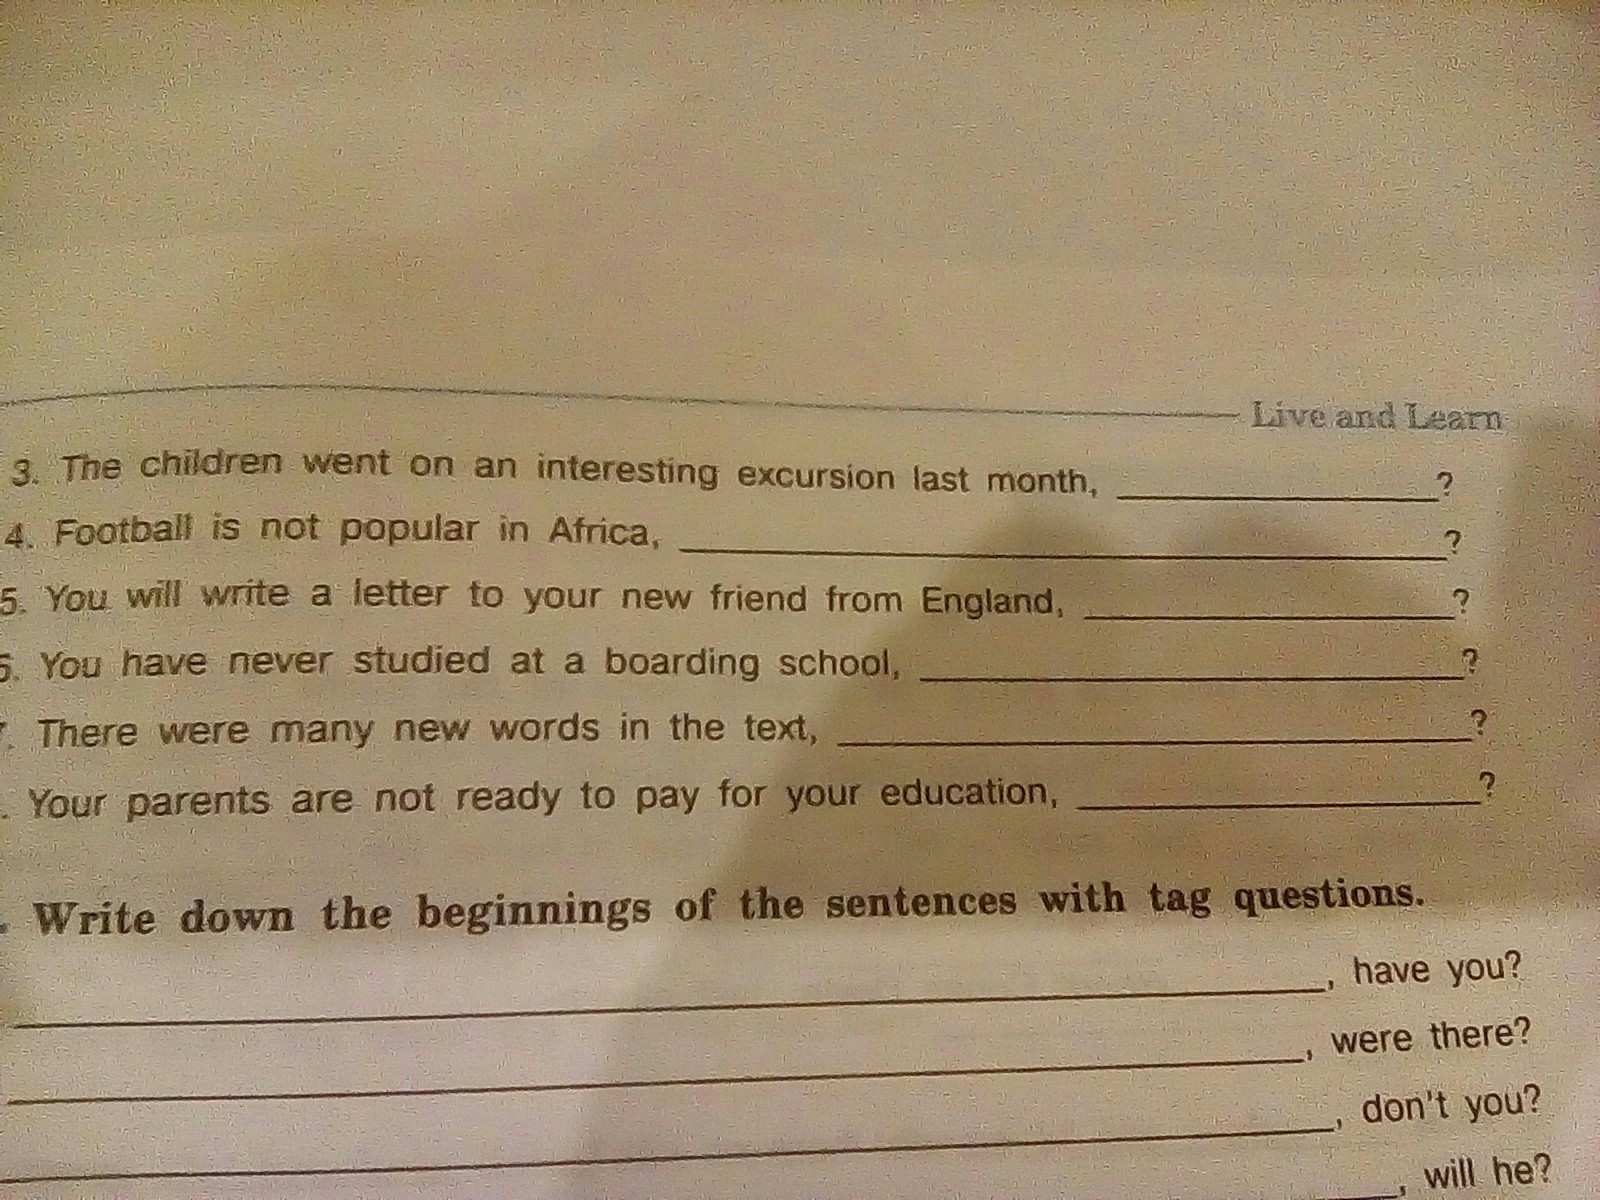 Live and Learn
3. The children went on an interesting excursion last month, ?
4. Football is not popular in Africa, ?
5. You will write a letter to your new friend from England, ?
You have never studied at a boarding school, ?
There were many new words in the text, ?
. Your parents are not ready to pay for your education, ?
. Write down the beginnings of the sentences with tag questions.
, have you?
, were there?
, don't you?
, will he?